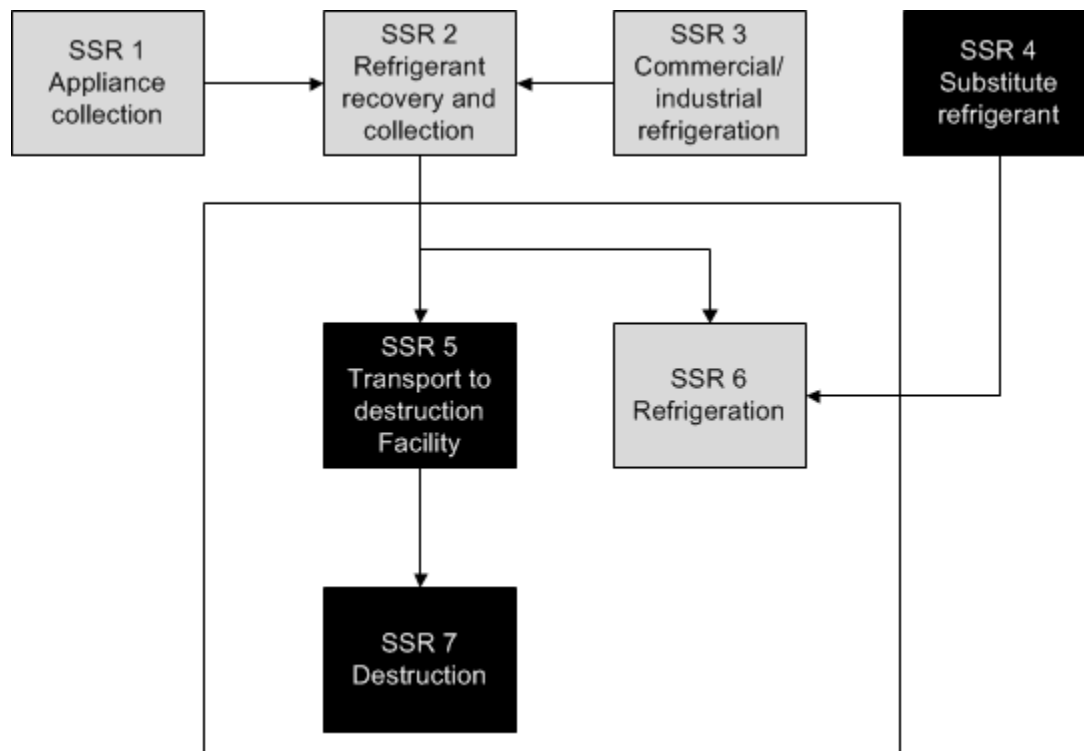 SSR 1
Appliance
collection
SSR 2
Refrigerant
recovery and
collection
SSR 3
Commercial/
industrial
refrigeration
SSR 4
Substitute
refrigerant
SSR 5
Transport to
destruction
Facility
SSR 6
Refrigeration
SSR 7
Destruction